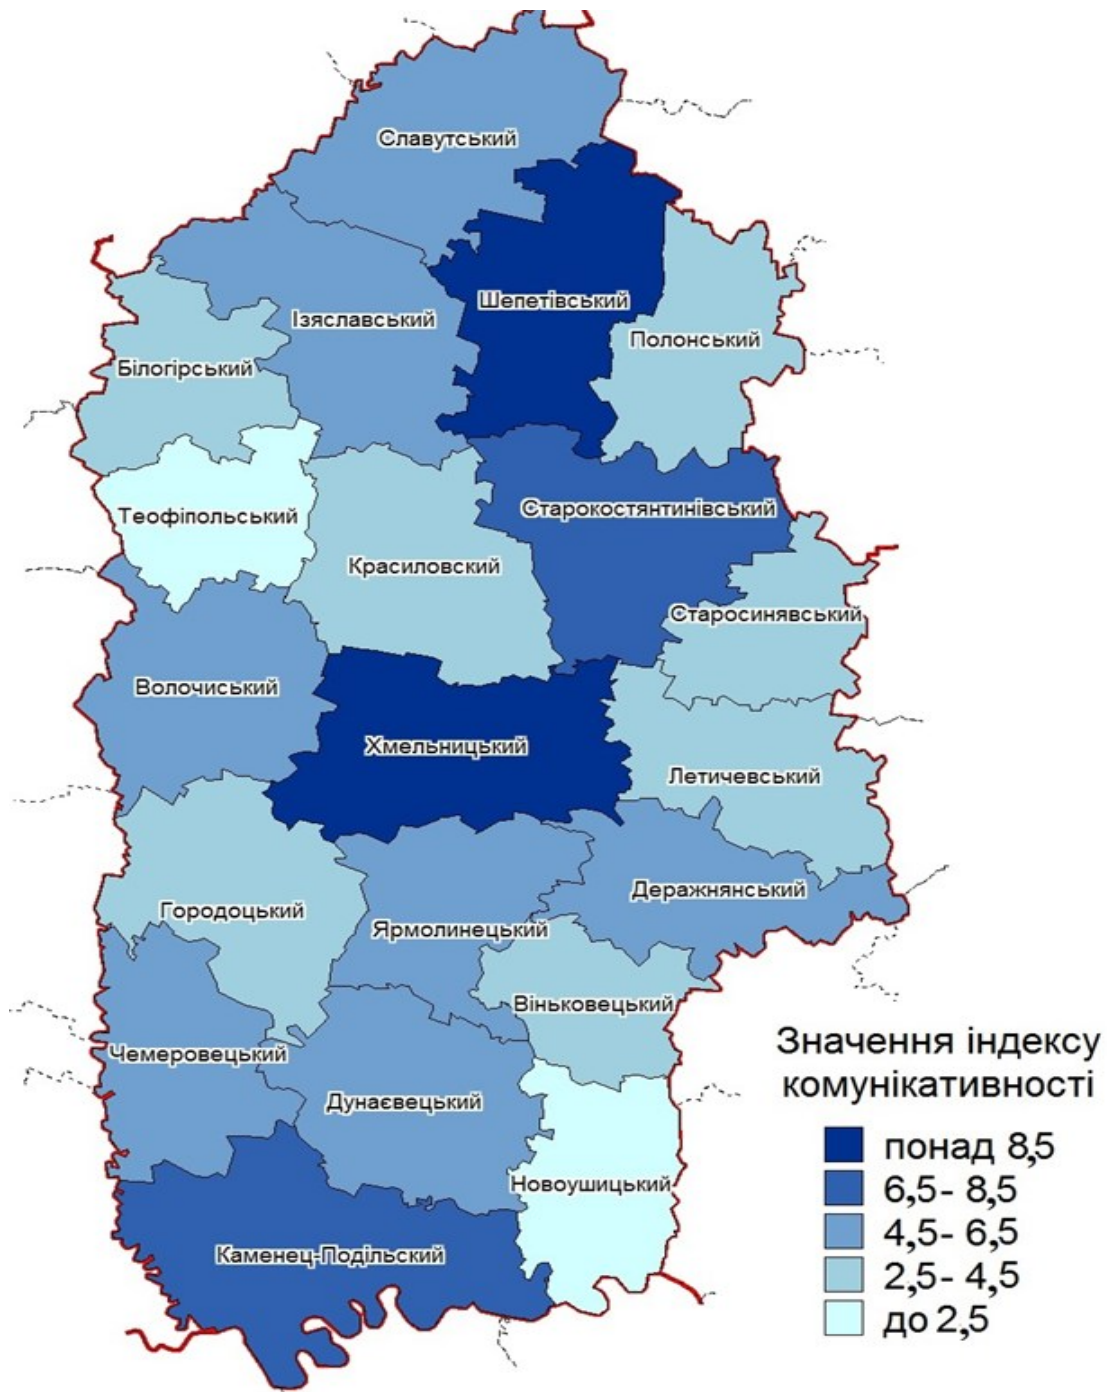 Славутський
Шепетівський
Ізяславський
Полонський
Білогірський
Старокостянтинівський
Теофіпольський
Красиловский
Старосинявський
Волочиський
Хмельницький
Летичевський
Деражнянський
Городоцький
Ярмолинецький
Віньковецький
Чемеровецький
Дунаєвецький
Новоушицький
Каменец-Подільский
Значення індексу
комунікативності
понад 8,5
6,5- 8,5
4,5- 6,5
2,5- 4,5
до 2,5